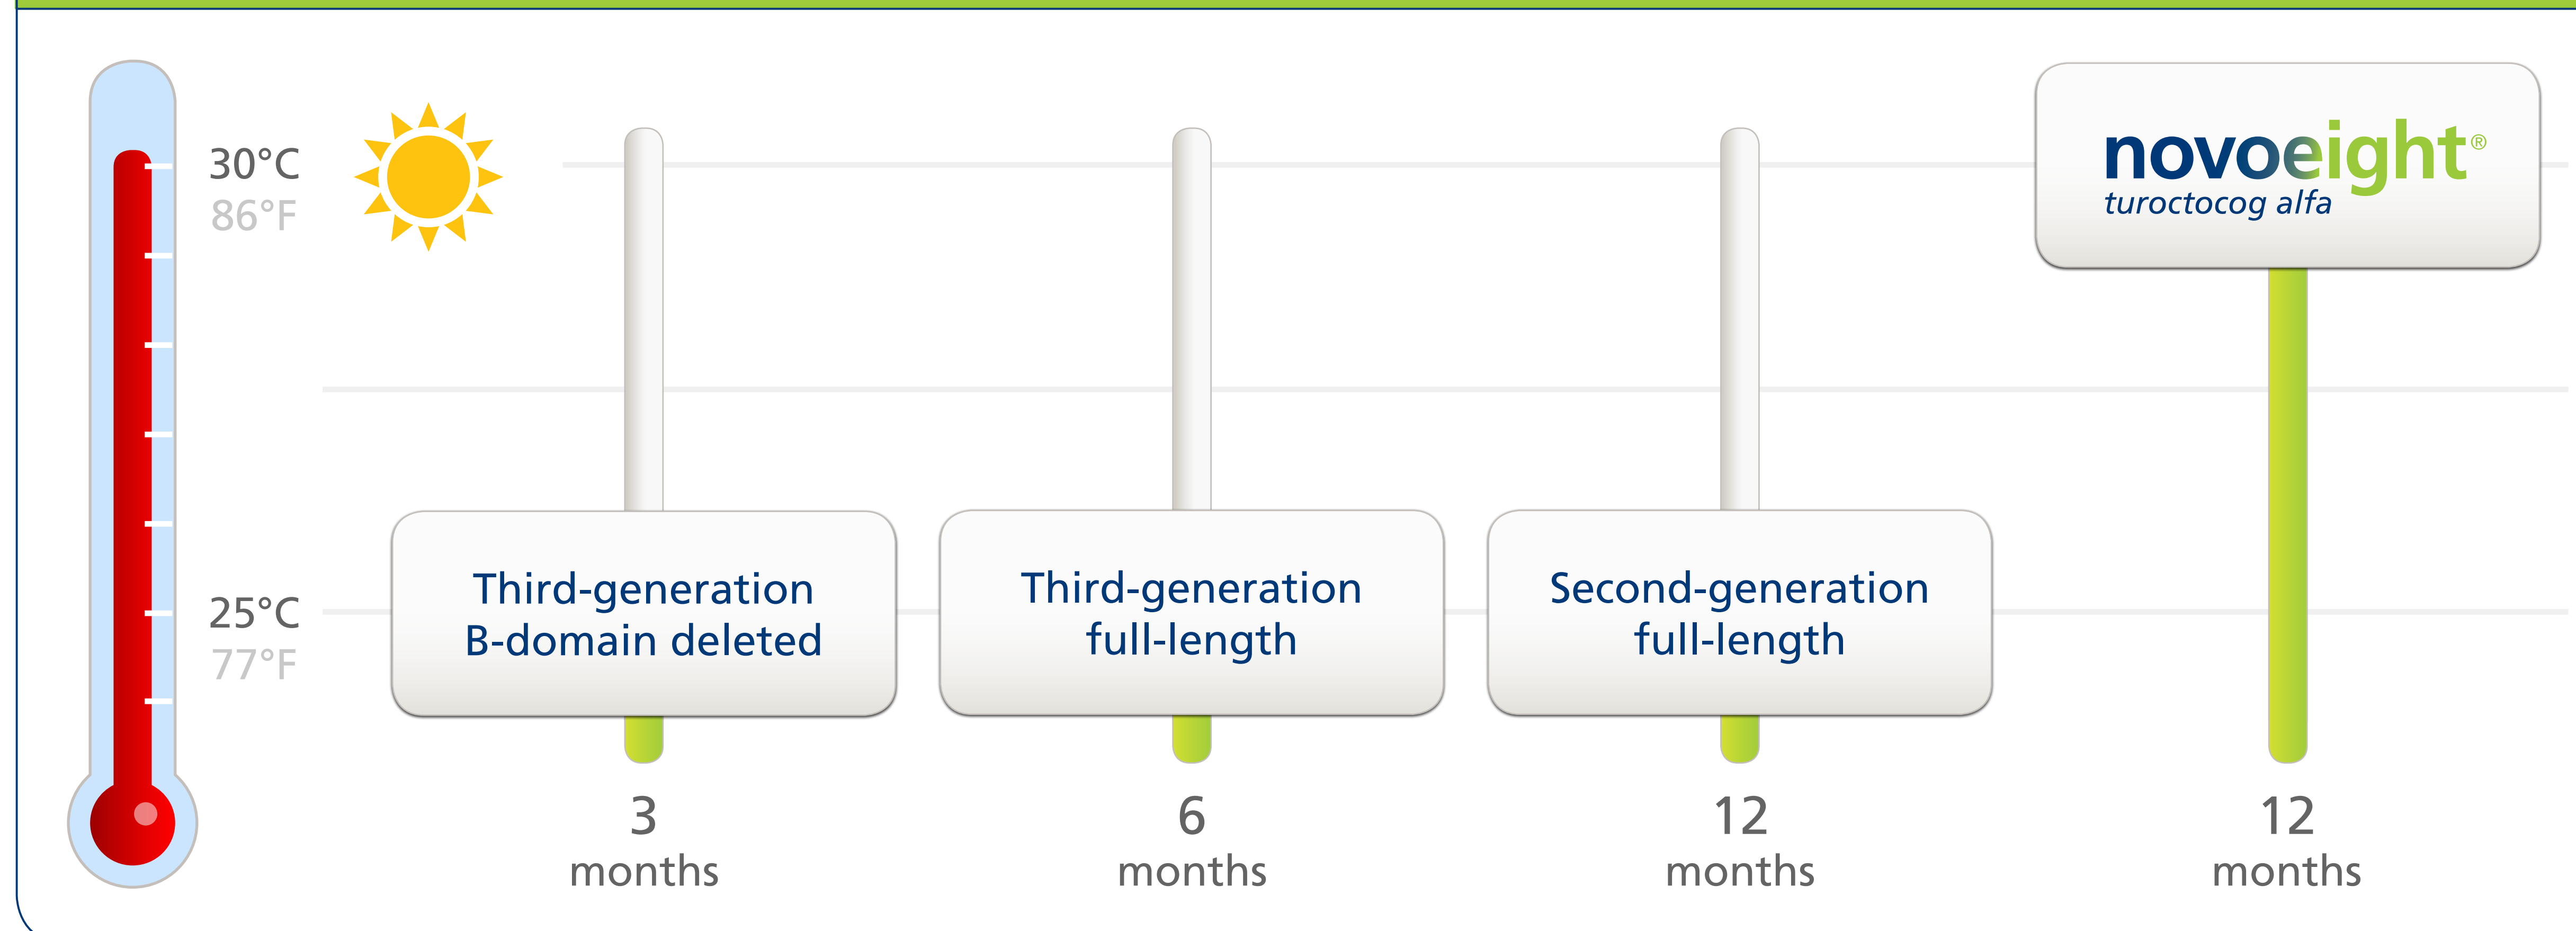 30°C
86°F
25°C
77°F
Third-generation
B-domain deleted
3
months
Third-generation
full-length
6
months
Second-generation
full-length
12
months
novoeight®
turoctocog alfa
12
months